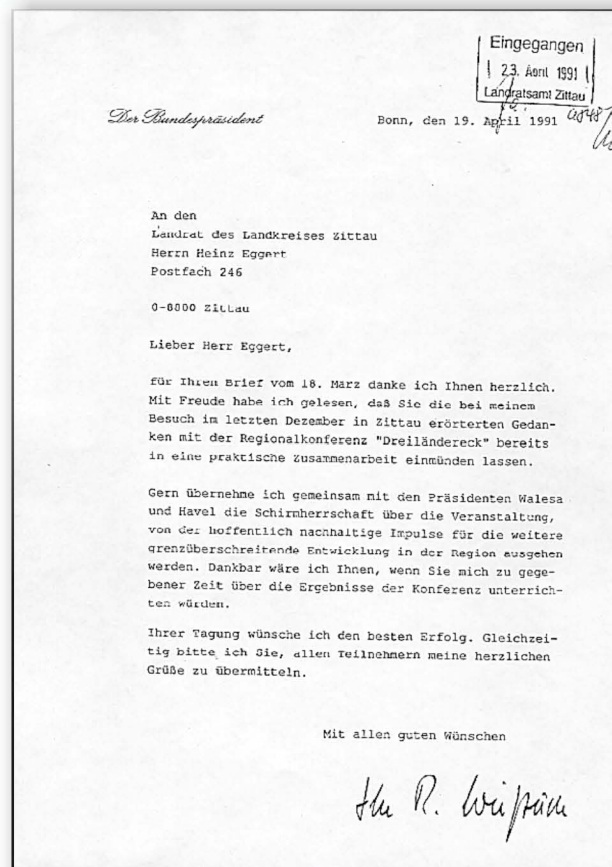 Eingegangen
23. April 1991
Landratsamt Zittau
Der Bundespräsident
Bonn, den 19. April 1991
An den
Landrat des Landkreises Zittau
Herrn Heinz Eggert
Postfach 246
O-8800 Zittau
Lieber Herr Eggert,
für Ihren Brief vom 18. März danke ich Ihnen herzlich.
Mit Freude habe ich gelesen, daß Sie die bei meinem
Besuch im letzten Dezember in Zittau erörterten Gedan-
ken mit der Regionalkonferenz "Dreiländereck" bereits
in eine praktische Zusammenarbeit einmünden lassen.
Gern übernehme ich gemeinsam mit den Präsidenten Walesa
und Havel die Schirmherrschaft über die Veranstaltung,
von der hoffentlich nachhaltige Impulse für die weitere
grenzüberschreitende Entwicklung in der Region ausgehen
werden. Dankbar wäre ich Ihnen, wenn Sie mich zu gege-
bener Zeit über die Ergebnisse der Konferenz unterrich-
ten würden.
Ihrer Tagung wünsche ich den besten Erfolg. Gleichzei-
tig bitte ich Sie, allen Teilnehmern meine herzlichen
Grüße zu übermitteln.
Mit allen guten Wünschen
Ihr R. Weizsäcker